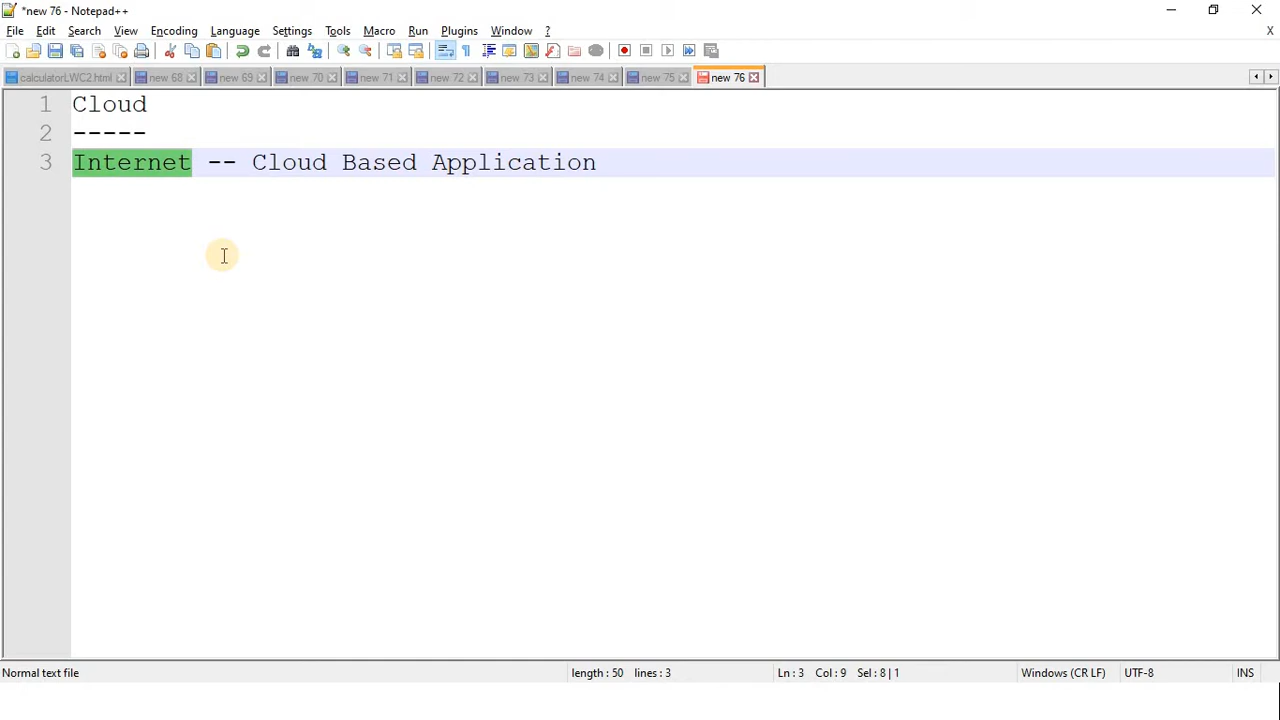 *new 76 - Notepad++
File Edit Search View Encoding Language Settings Tools Macro Run Plugins Window ? X
calculatorLWC2.html new 68 new 69 new 70 new 71 new 72 new 73 new 74 new 75 new 76
1 Cloud
2 -----
3 Internet -- Cloud Based Application
Normal text file length : 50 lines : 3 Ln : 3 Col : 9 Sel : 8 | 1 Windows (CR LF) UTF-8 INS